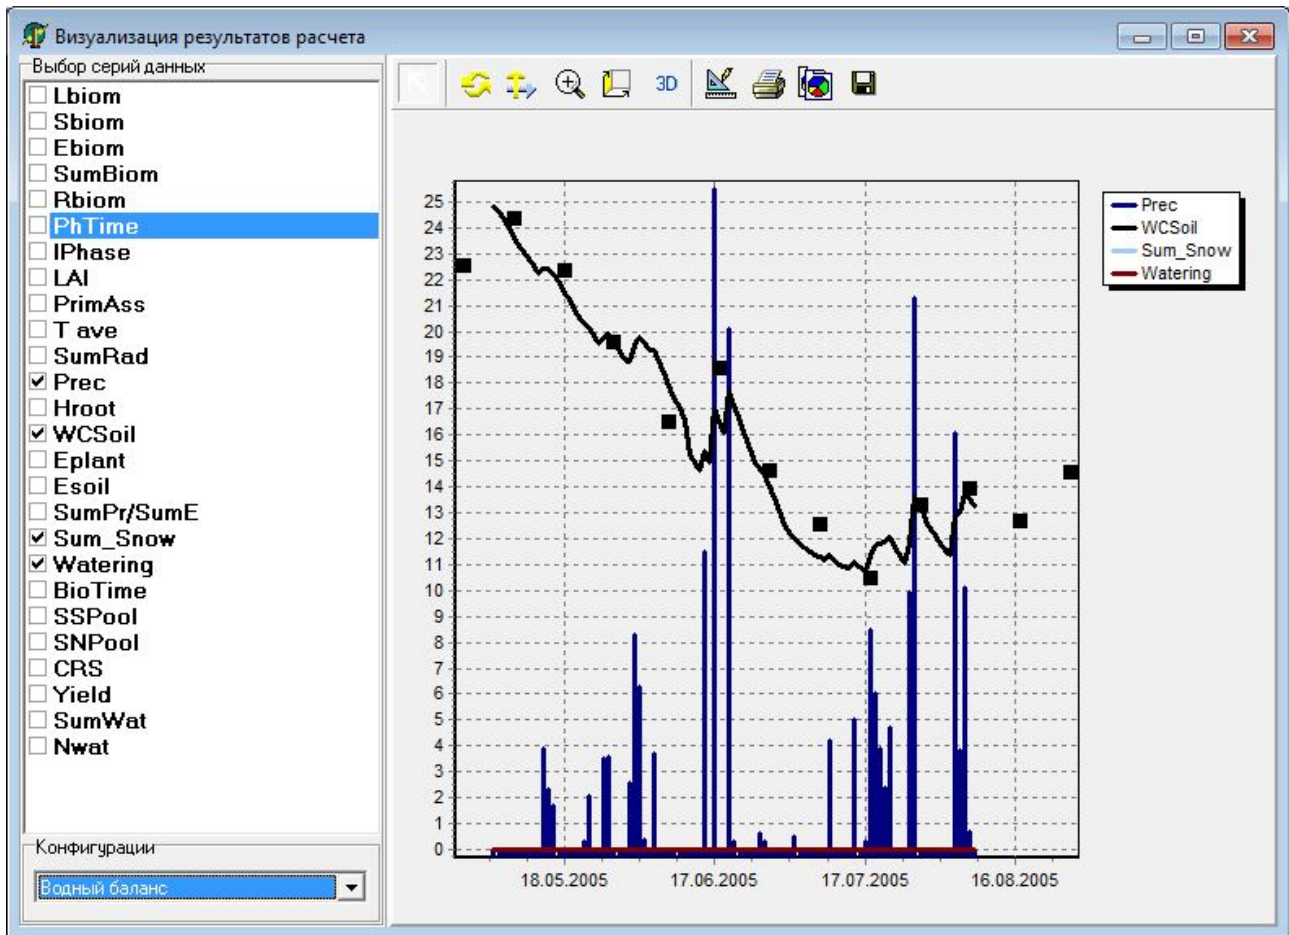 Визуализация результатов расчета
Выбор серий данных
Lbiom
Sbiom
Ebiom
SumBiom
Rbiom
PhTime
IPhase
LAI
PrimAss
T ave
SumRad
Prec
Hroot
WCSoil
Eplant
Esoil
SumPr/SumE
Sum_Snow
Watering
BioTime
SSPool
SNPool
CRS
Yield
SumWat
Nwat
Конфигурации
Водный баланс
3D
25
24
23
22
21
20
19
18
17
16
15
14
13
12
11
10
9
8
7
6
5
4
3
2
1
0
18.05.2005
17.06.2005
17.07.2005
16.08.2005
Prec
WCSoil
Sum_Snow
Watering